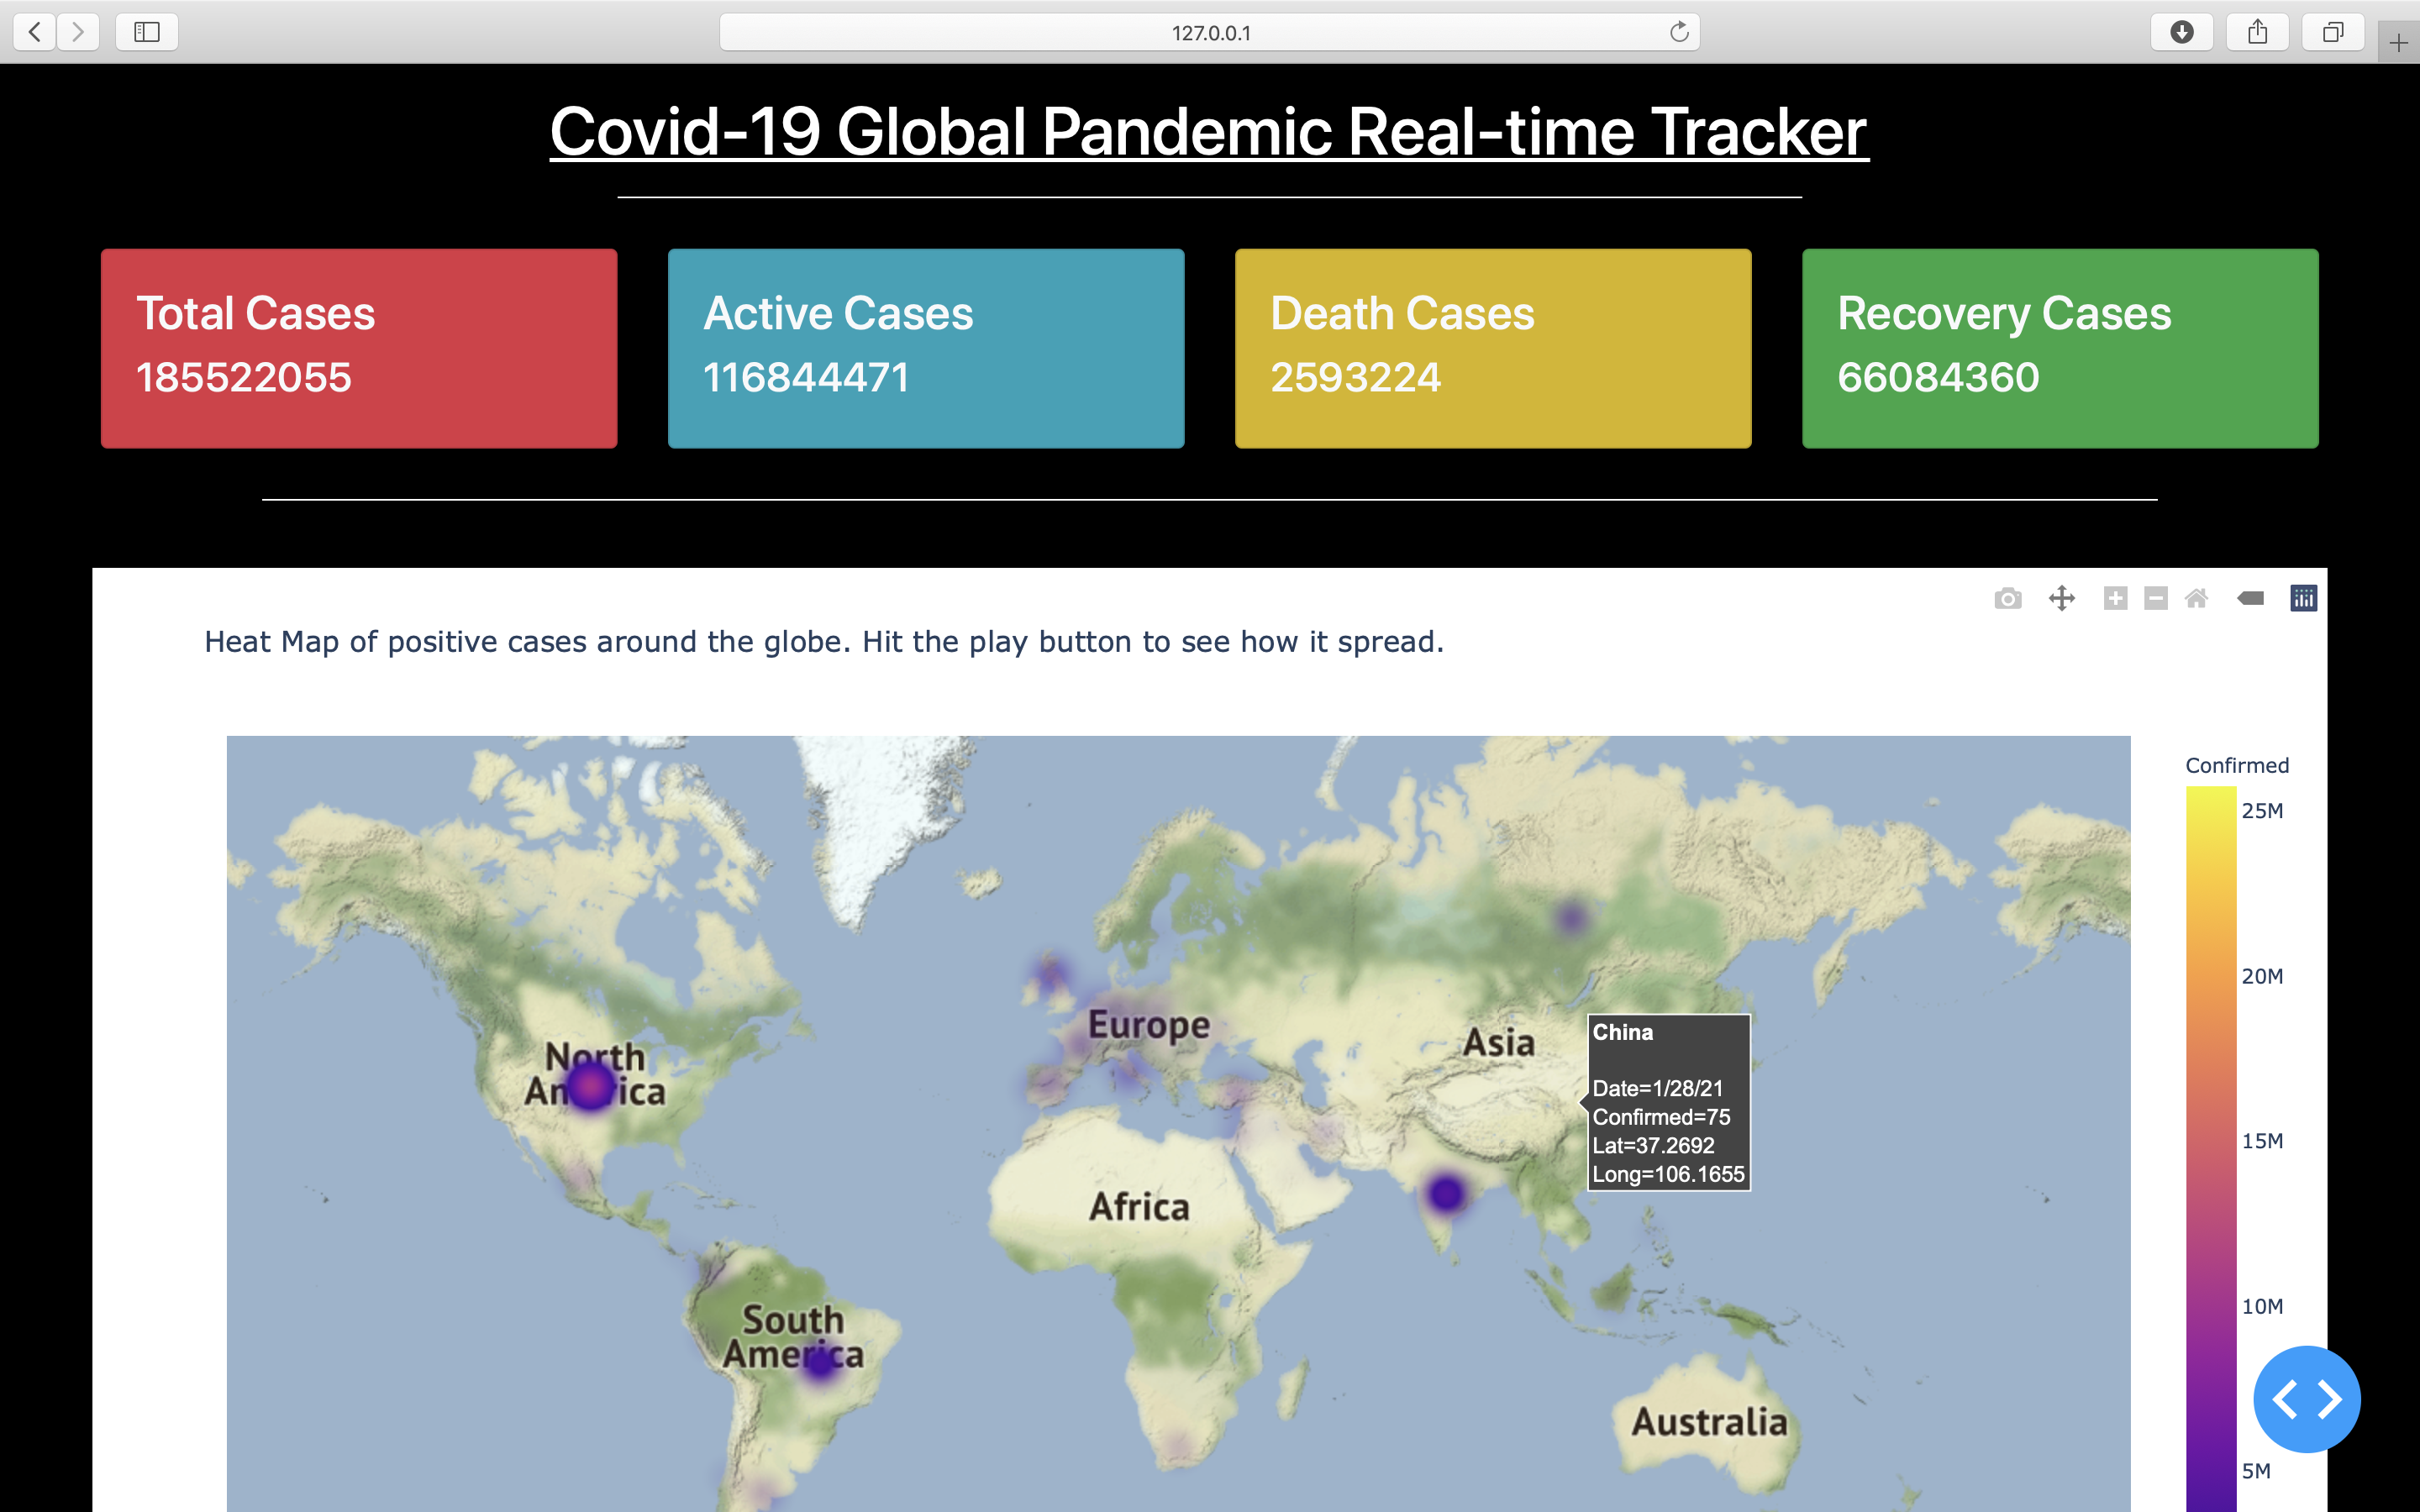 127.0.0.1
Covid-19 Global Pandemic Real-time Tracker
Total Cases
185522055
Active Cases
116844471
Death Cases
2593224
Recovery Cases
66084360
Heat Map of positive cases around the globe. Hit the play button to see how it spread.
Confirmed
25M
20M
15M
10M
5M
North
America
Europe
Asia
China
Date=1/28/21
Confirmed=75
Lat=37.2692
Long=106.1655
Africa
South
America
Australia